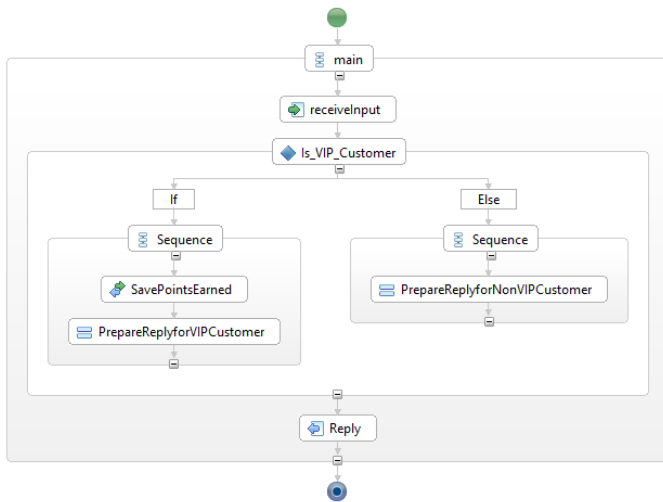 main
receiveInput
Is_VIP_Customer
If
Else
Sequence
Sequence
SavePointsEarned
PrepareReplyforNonVIPCustomer
PrepareReplyforVIPCustomer
Reply